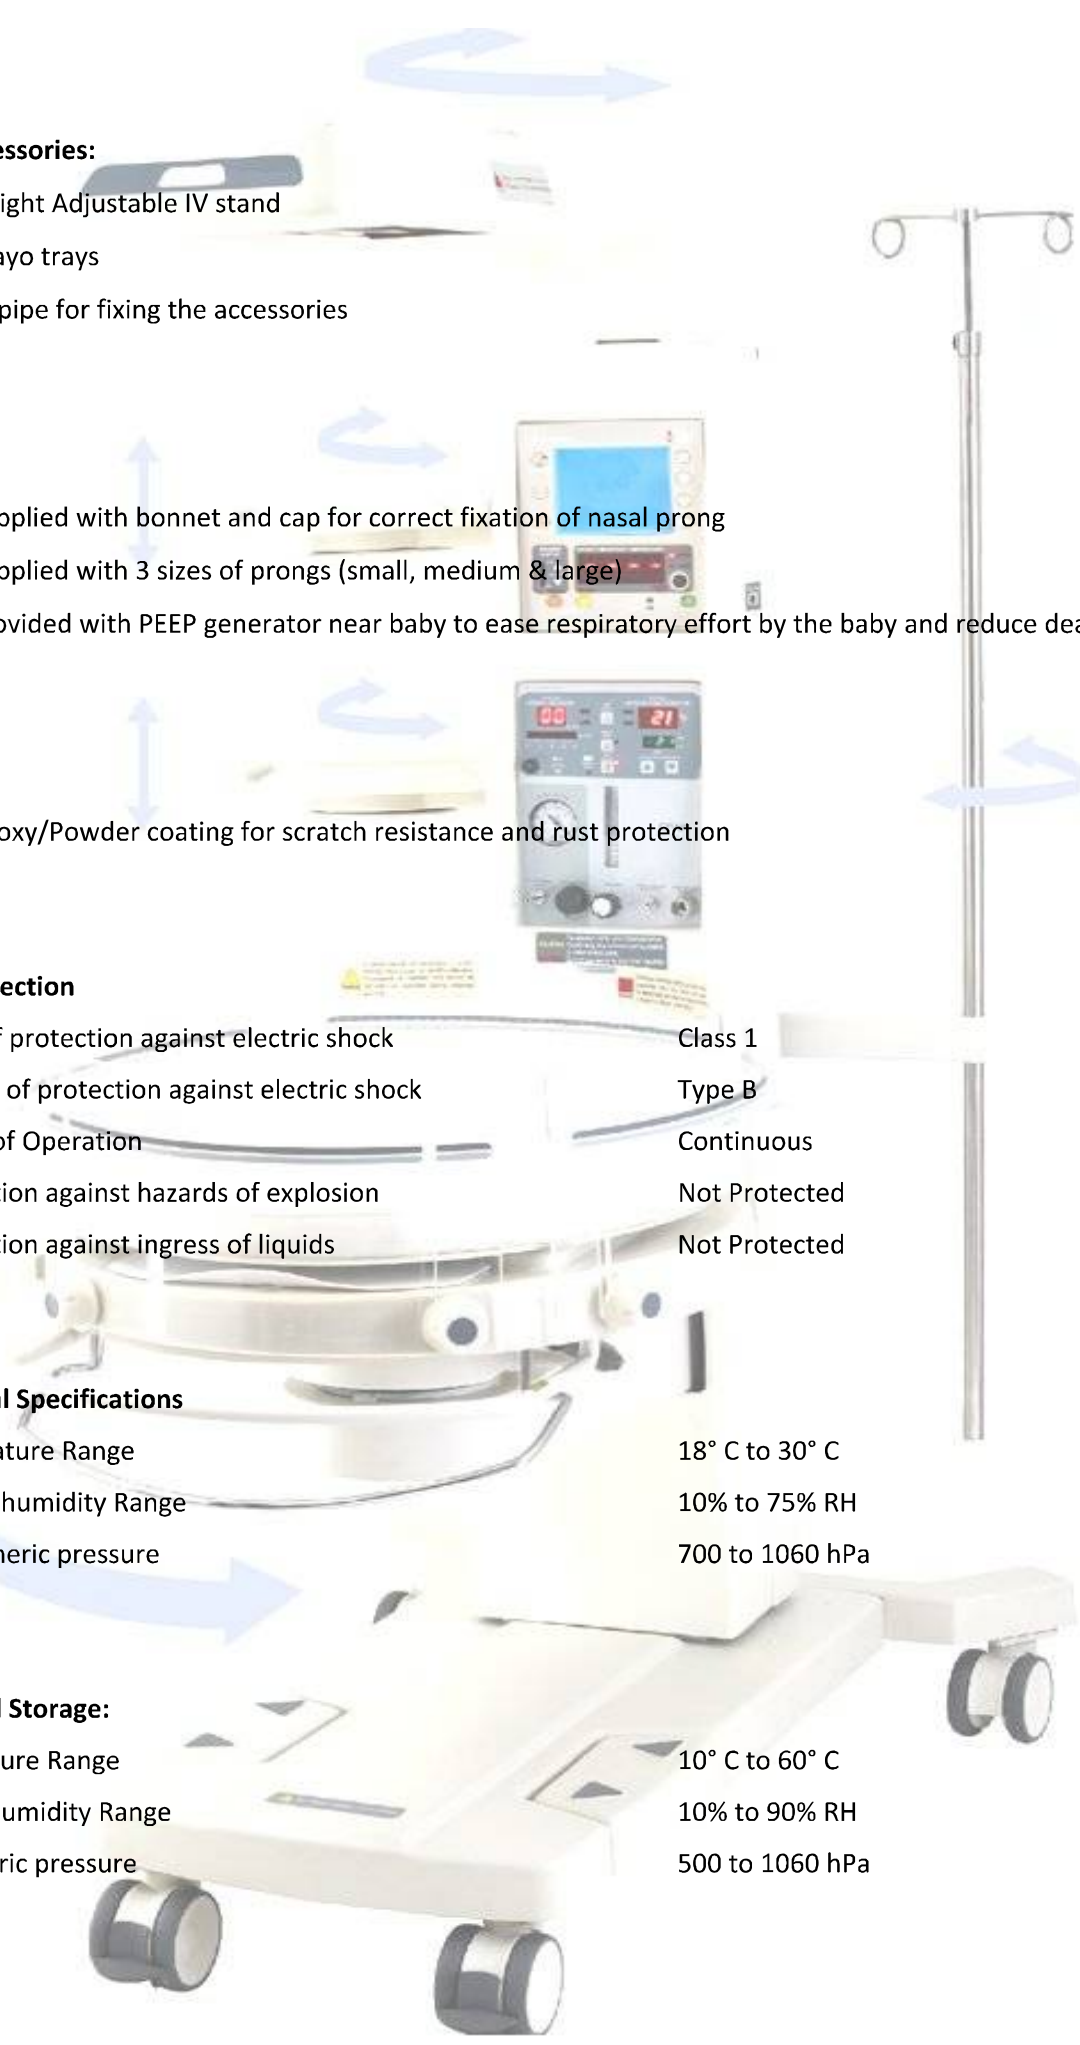 essories:
ight Adjustable IV stand
ayo trays
pipe for fixing the accessories
pplied with bonnet and cap for correct fixation of nasal prong
pplied with 3 sizes of prongs (small, medium & large)
ovided with PEEP generator near baby to ease respiratory effort by the baby and reduce dea
00 21
oxy/Powder coating for scratch resistance and rust protection
ection
f protection against electric shock Class 1
of protection against electric shock Type B
of Operation Continuous
tion against hazards of explosion Not Protected
tion against ingress of liquids Not Protected
l Specifications
ature Range 18° C to 30° C
humidity Range 10% to 75% RH
heric pressure 700 to 1060 hPa
l Storage:
ure Range 10° C to 60° C
umidity Range 10% to 90% RH
ric pressure 500 to 1060 hPa